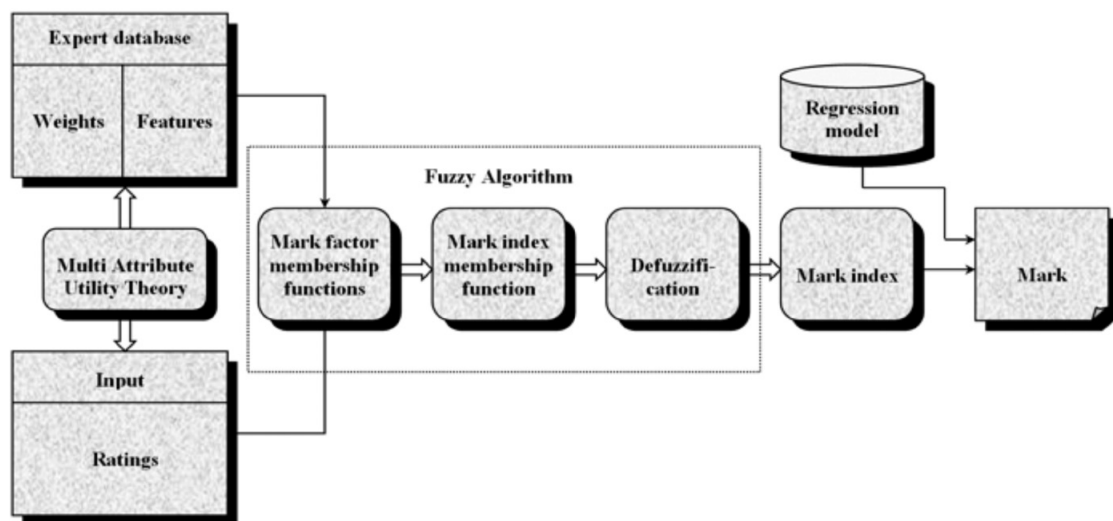 Expert database
Weights
Features
Multi Attribute
Utility Theory
Input
Ratings
Fuzzy Algorithm
Mark factor
membership
functions
Mark index
membership
function
Defuzzifi-
cation
Mark index
Regression
model
Mark